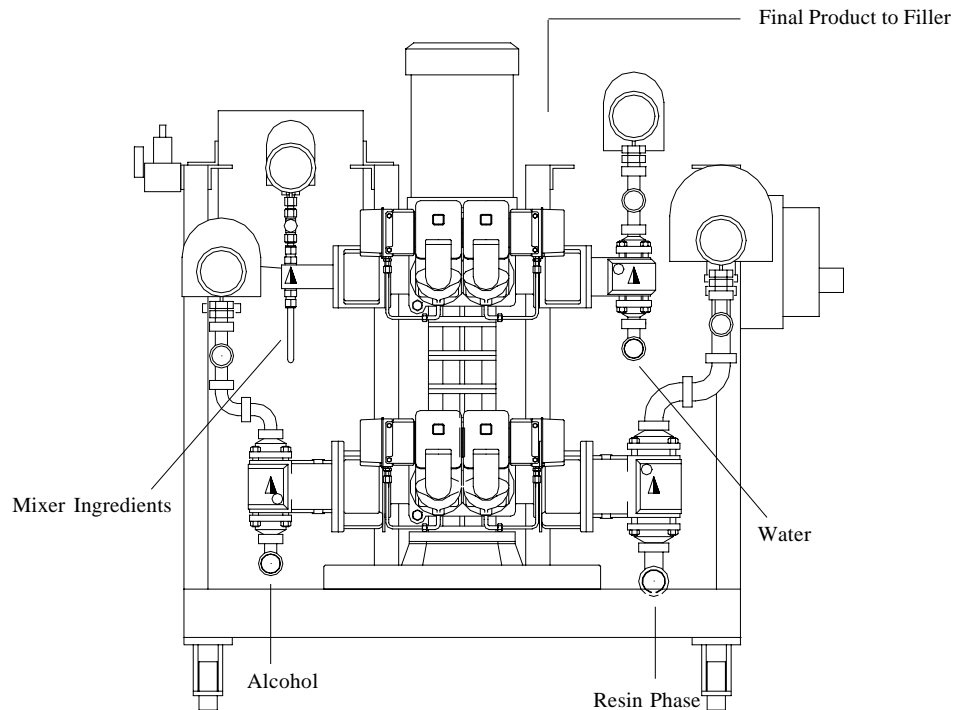 Final Product to Filler
Mixer Ingredients
Water
Alcohol
Resin Phase